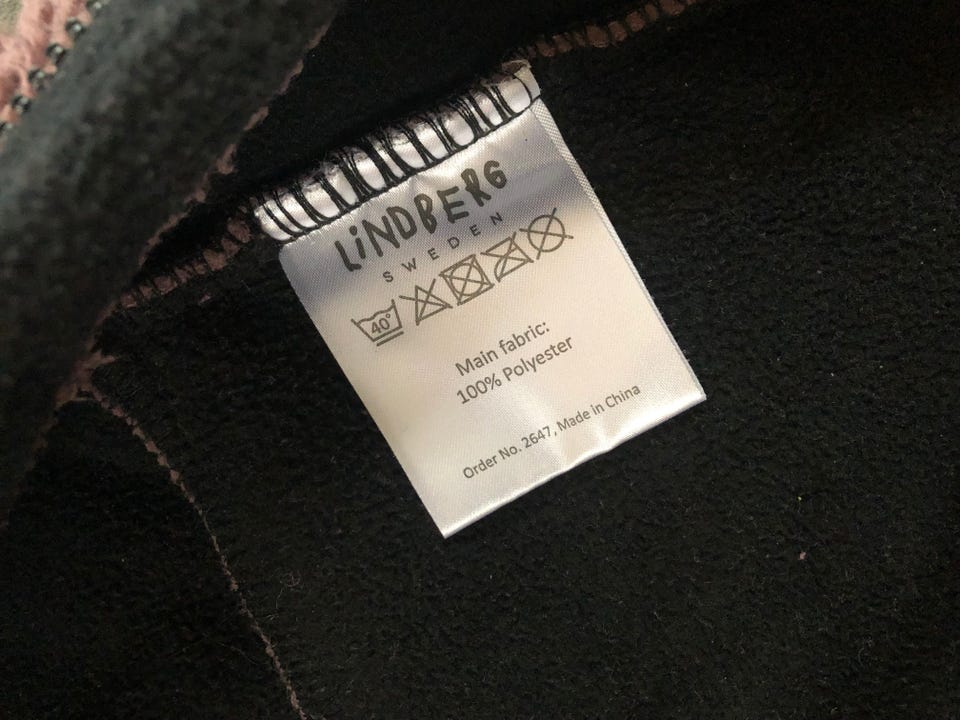 LiNDBERG
SWEDEN
40°
Main fabric:
100% Polyester
Order No. 2647, Made in China